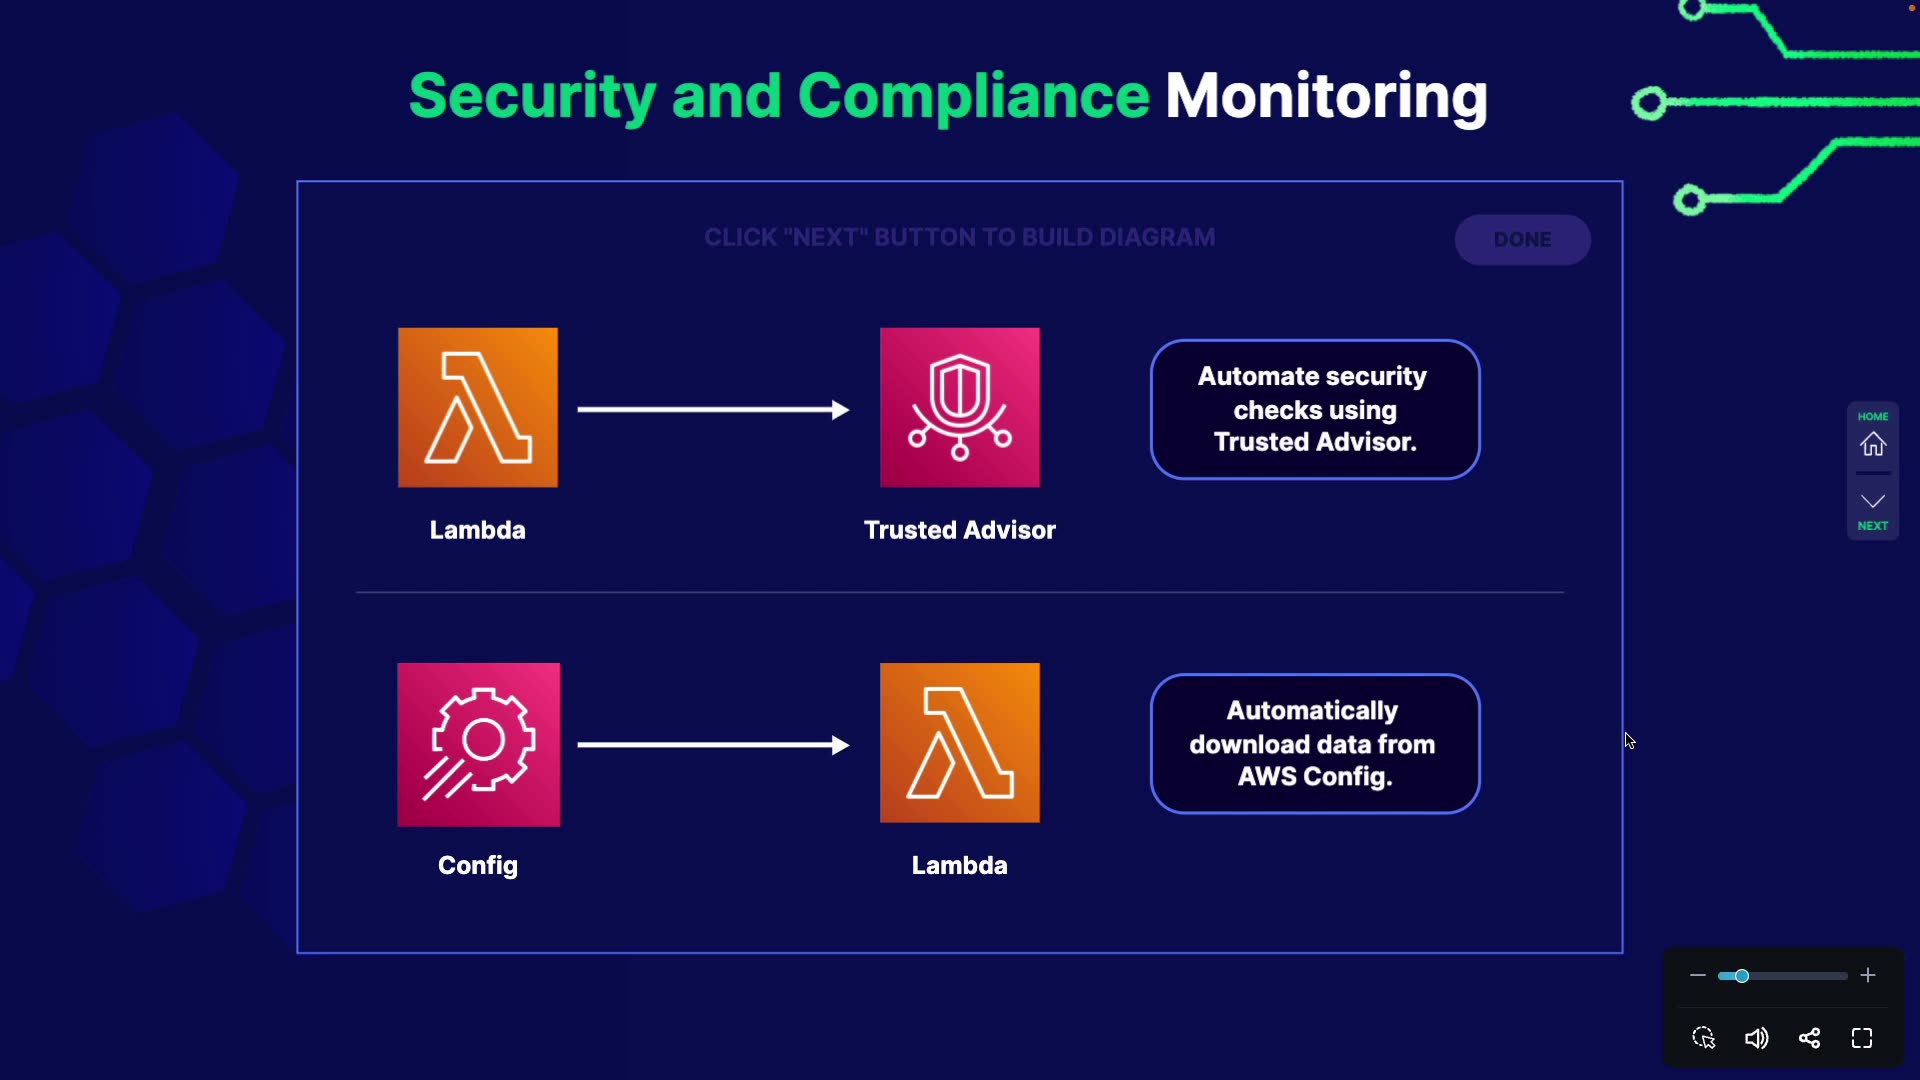 Security and Compliance Monitoring
CLICK "NEXT" BUTTON TO BUILD DIAGRAM
DONE
Automate security
checks using
Trusted Advisor.
Lambda
Trusted Advisor
HOME
NEXT
Automatically
download data from
AWS Config.
Config
Lambda